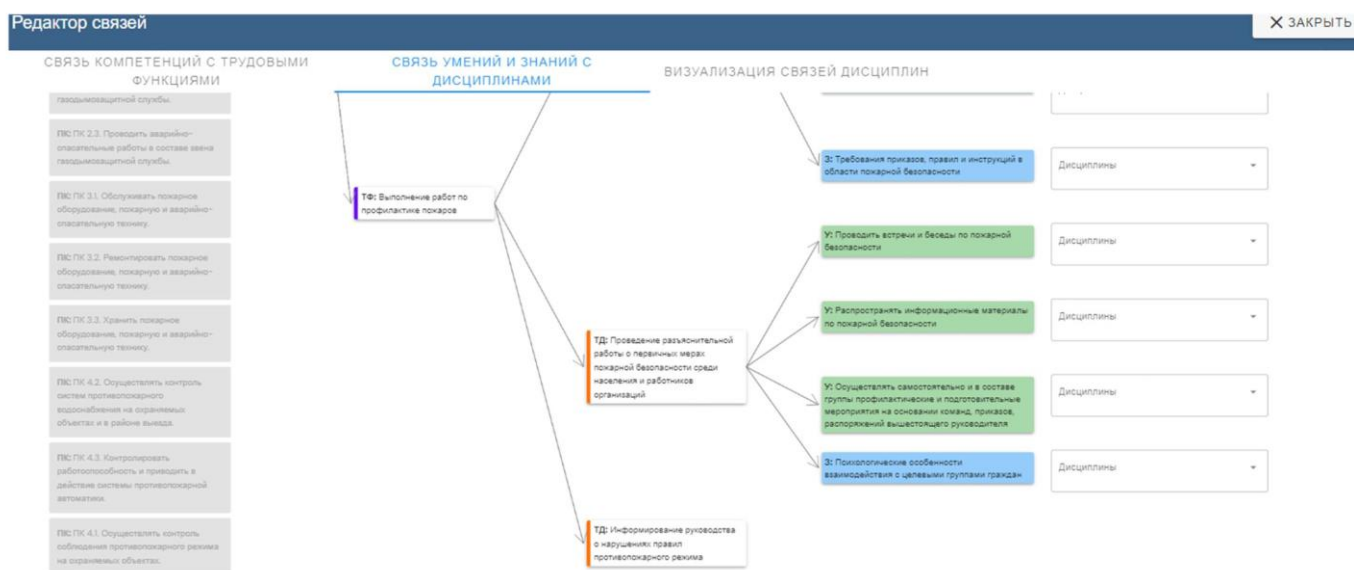 Редактор связей
ЗАКРЫТЬ
СВЯЗЬ КОМПЕТЕНЦИЙ С ТРУДОВЫМИ
ФУНКЦИЯМИ
СВЯЗЬ УМЕНИЙ И ЗНАНИЙ С
ДИСЦИПЛИНАМИ
ВИЗУАЛИЗАЦИЯ СВЯЗЕЙ ДИСЦИПЛИН
газодымозащитной службы.
ПК: ПК 2.3. Проводить аварийно-
спасательные работы в составе звена
газодымозащитной службы.
ПК: ПК 3.1. Обслуживать пожарное
оборудование, пожарную и аварийно-
спасательную технику.
ПК: ПК 3.2. Ремонтировать пожарное
оборудование, пожарную и аварийно-
спасательную технику.
ПК: ПК 3.3. Хранить пожарное
оборудование, пожарную и аварийно-
спасательную технику.
ПК: ПК 4.2. Осуществлять контроль
систем противопожарного
водоснабжения на охраняемых
объектах и в районе выезда.
ПК: ПК 4.3. Контролировать
работоспособность и приводить в
действие системы противопожарной
автоматики.
ПК: ПК 4.1. Осуществлять контроль
соблюдения противопожарного режима
на охраняемых объектах.
ТФ: Выполнение работ по
профилактике пожаров
ТД: Проведение разъяснительной
работы о первичных мерах
пожарной безопасности среди
населения и работников
организаций
ТД: Информирование руководства
о нарушениях правил
противопожарного режима
З: Требования приказов, правил и инструкций в
области пожарной безопасности
Дисциплины
У: Проводить встречи и беседы по пожарной
безопасности
Дисциплины
У: Распространять информационные материалы
по пожарной безопасности
Дисциплины
У: Осуществлять самостоятельно и в составе
группы профилактические и подготовительные
мероприятия на основании команд, приказов,
распоряжений вышестоящего руководителя
Дисциплины
З: Психологические особенности
взаимодействия с целевыми группами граждан
Дисциплины